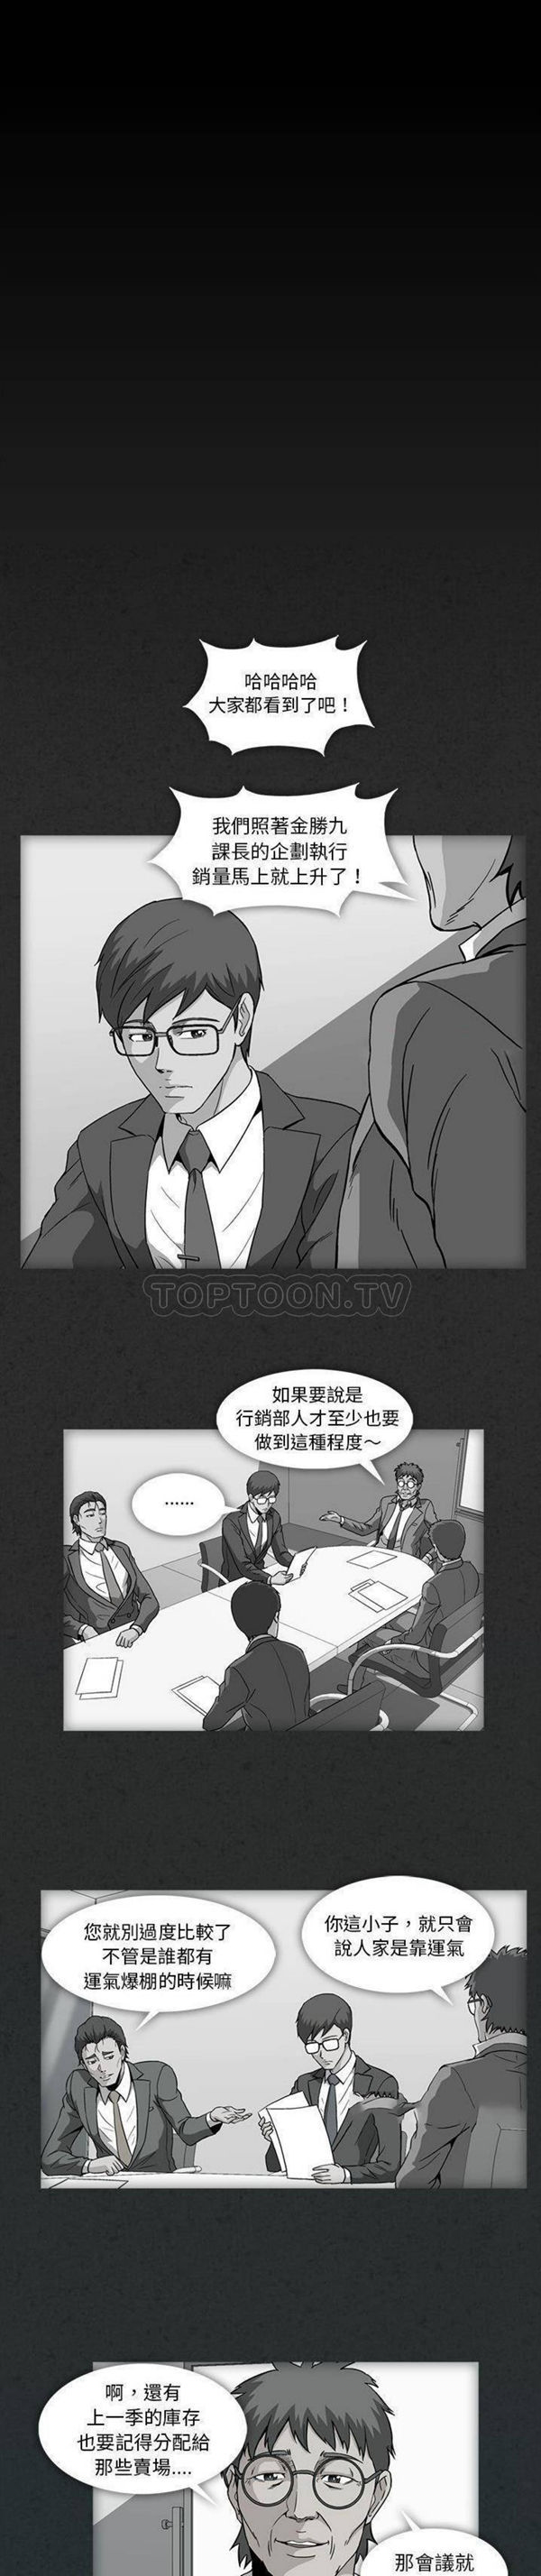 哈哈哈哈
大家都看到了吧！
我們照著金勝九
課長的企劃執行
銷量馬上就上升了！
TOPTOON.TV
如果要說是
行銷部人才至少也要
做到這種程度～
......
您就別過度比較了
不管是誰都有
運氣爆棚的時候嘛
你這小子，就只會
說人家是靠運氣
啊，還有
上一季的庫存
也要記得分配給
那些賣場....
那會議就